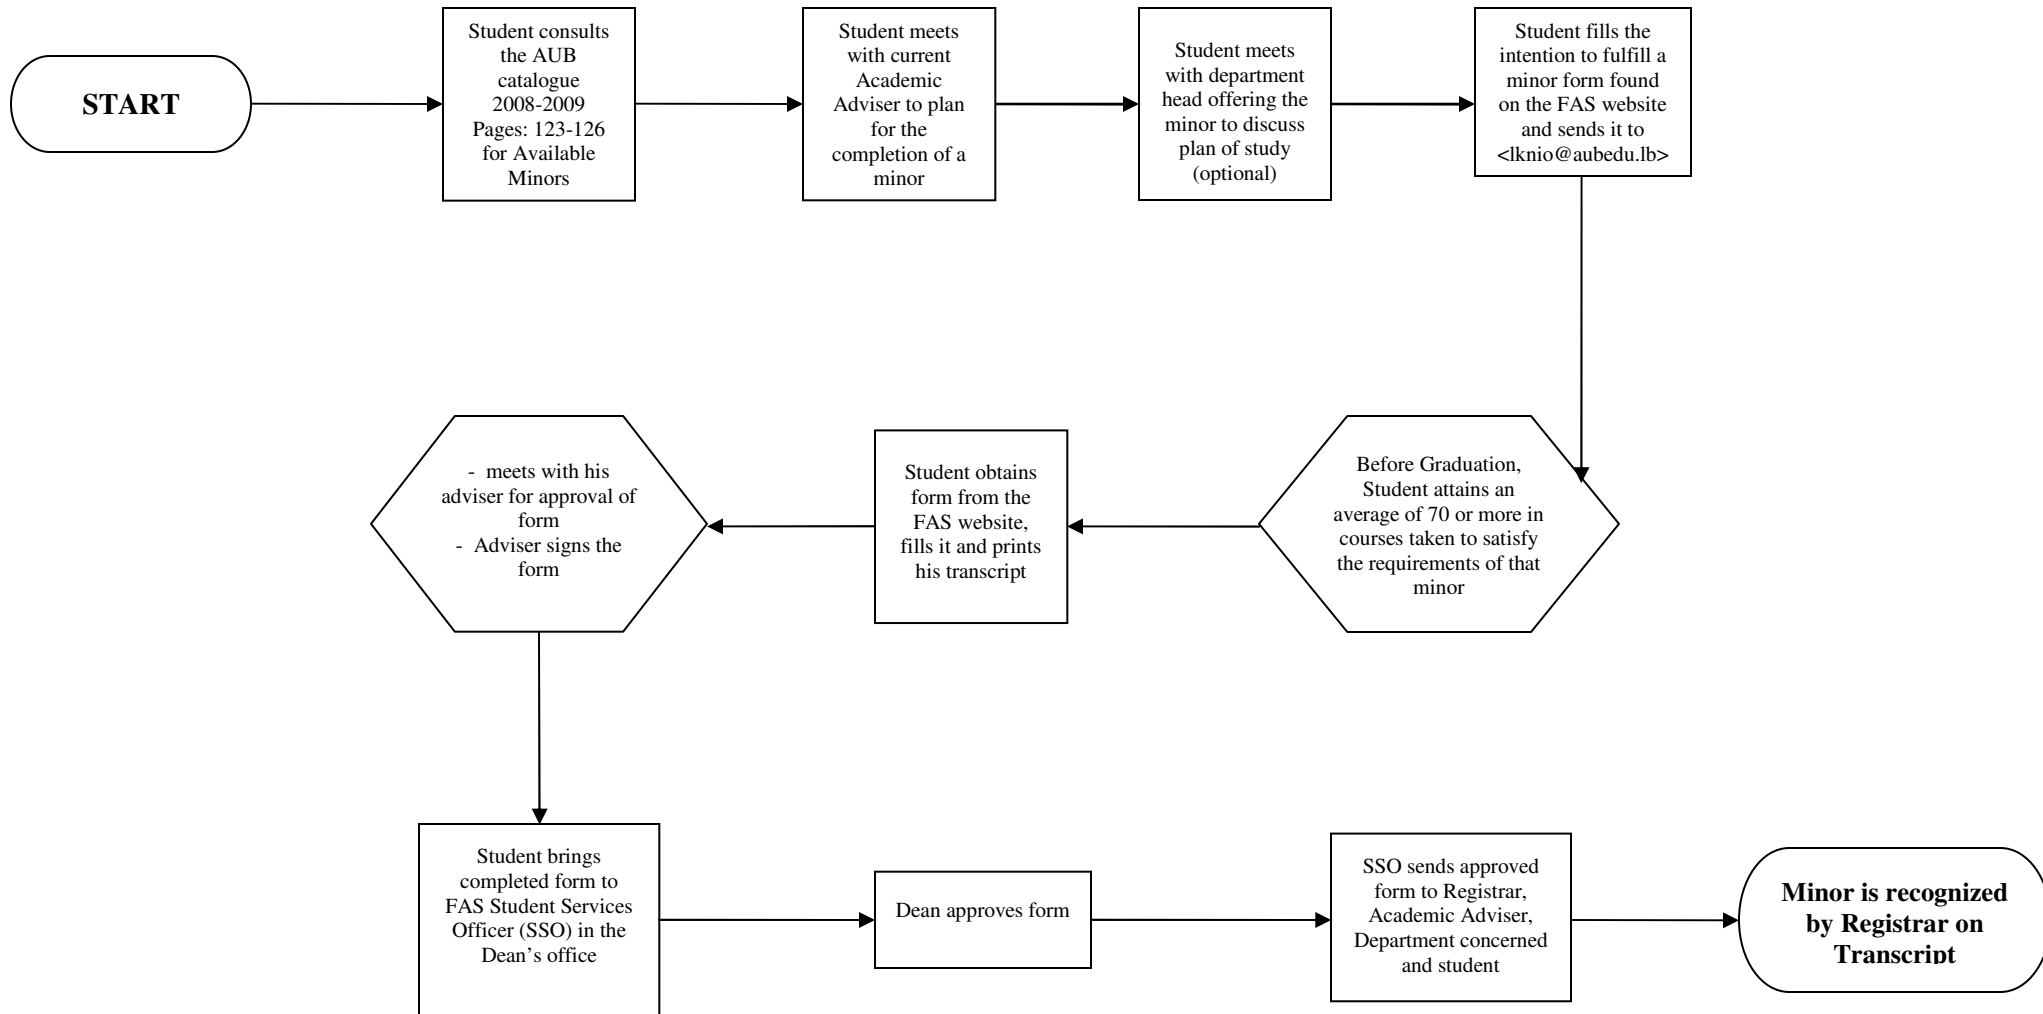 START
Student consults
the AUB
catalogue
2008-2009
Pages: 123-126
for Available
Minors
Student meets
with current
Academic
Adviser to plan
for the
completion of a
minor
Student meets
with department
head offering the
minor to discuss
plan of study
(optional)
Student fills the
intention to fulfill a
minor form found
on the FAS website
and sends it to
<lknio@aubedu.lb>
Before Graduation,
Student attains an
average of 70 or more in
courses taken to satisfy
the requirements of that
minor
Student obtains
form from the
FAS website,
fills it and prints
his transcript
- meets with his
adviser for approval of
form
- Adviser signs the
form
Student brings
completed form to
FAS Student Services
Officer (SSO) in the
Dean’s office
Dean approves form
SSO sends approved
form to Registrar,
Academic Adviser,
Department concerned
and student
Minor is recognized
by Registrar on
Transcript